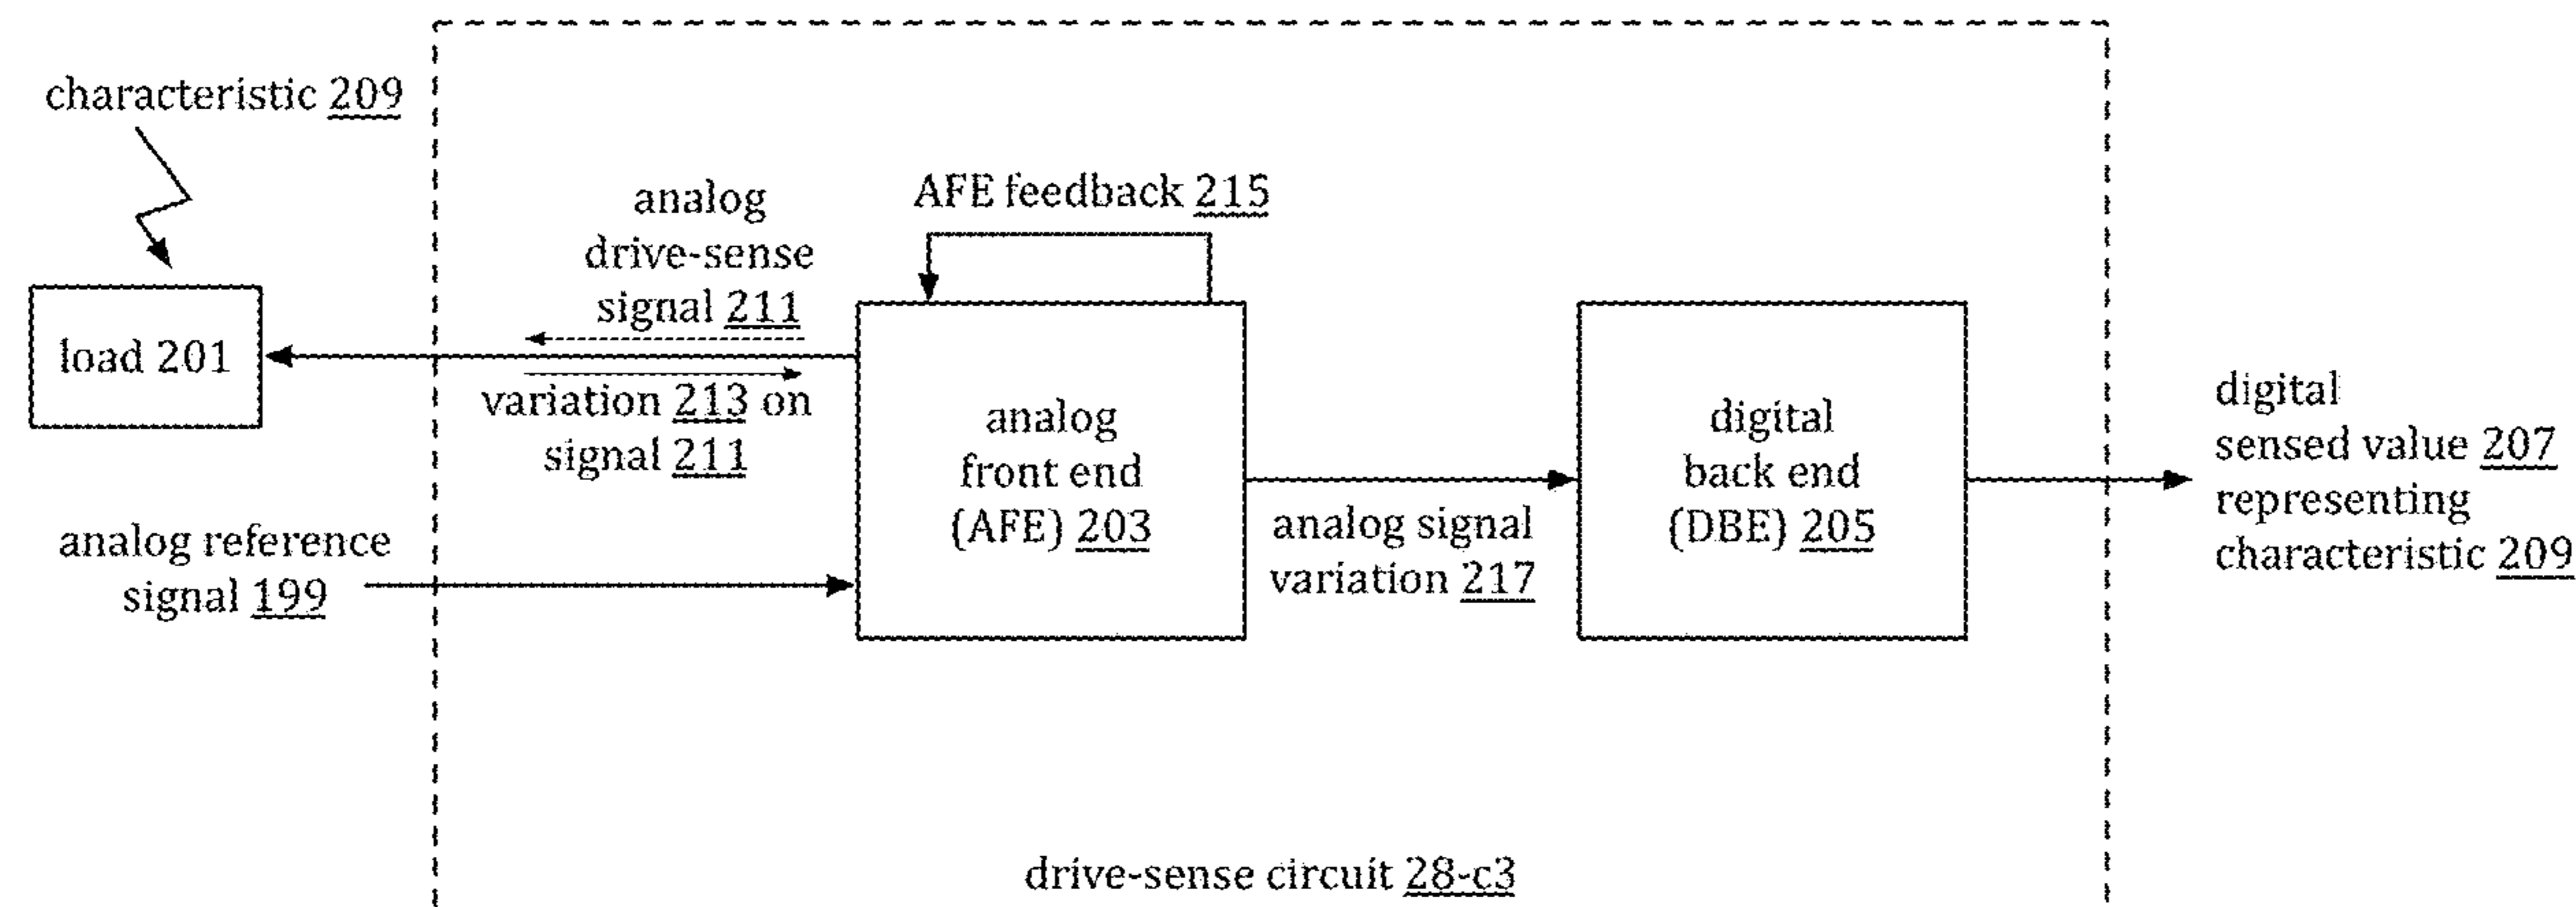 characteristic 209
analog
drive-sense
signal 211
AFE feedback 215
load 201
variation 213 on
signal 211
analog reference
signal 199
analog
front end
(AFE) 203
analog signal
variation 217
digital
back end
(DBE) 205
digital
sensed value 207
representing
characteristic 209
drive-sense circuit 28-c3